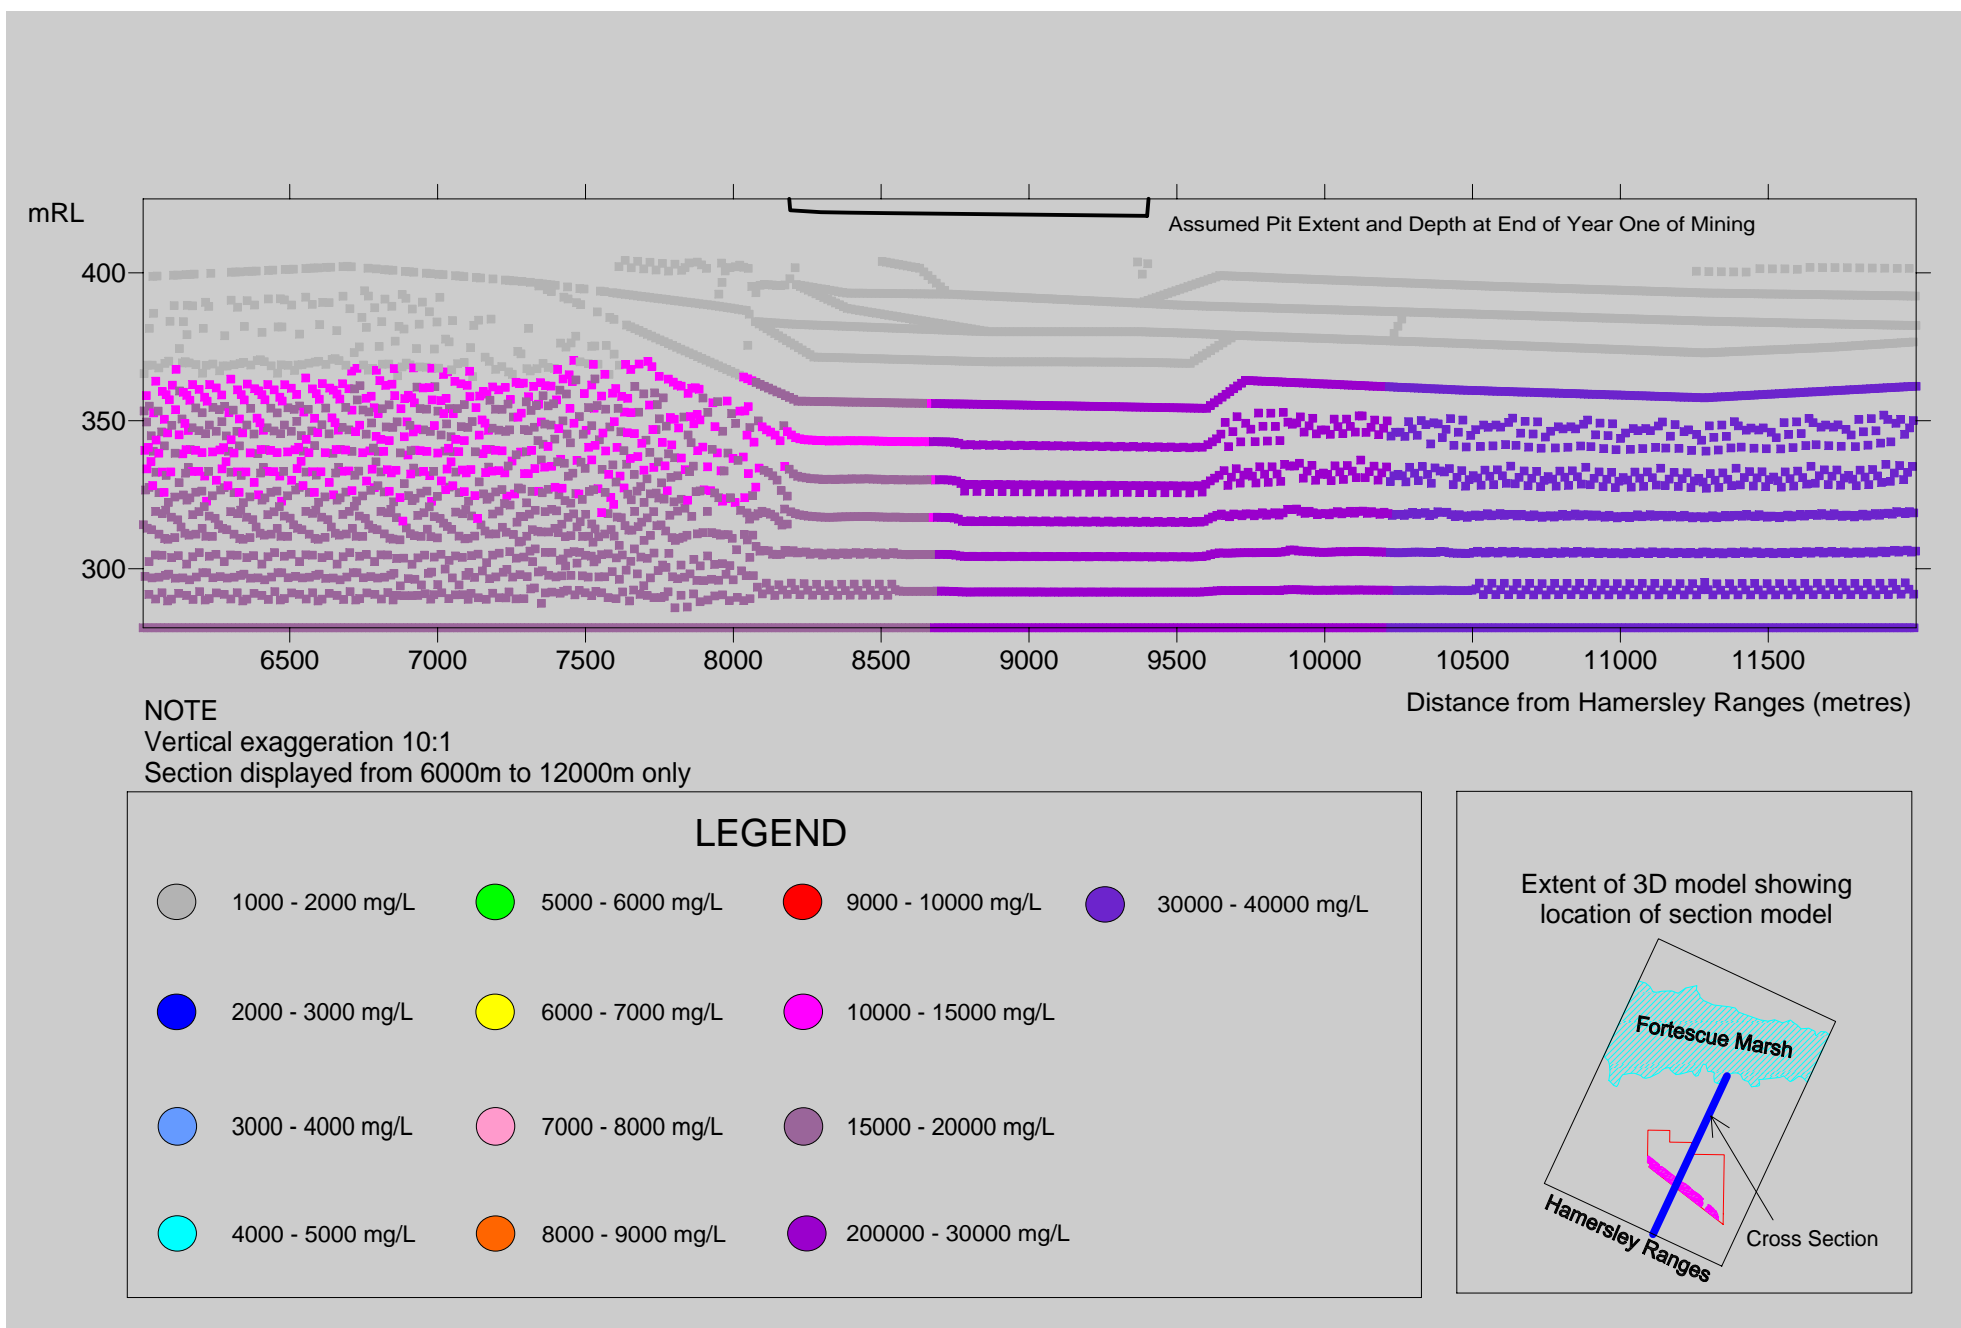 mRL
Assumed Pit Extent and Depth at End of Year One of Mining
400
350
300
6500 7000 7500 8000 8500 9000 9500 10000 10500 11000 11500
Distance from Hamersley Ranges (metres)
NOTE
Vertical exaggeration 10:1
Section displayed from 6000m to 12000m only
LEGEND
1000 - 2000 mg/L
5000 - 6000 mg/L
9000 - 10000 mg/L
30000 - 40000 mg/L
2000 - 3000 mg/L
6000 - 7000 mg/L
10000 - 15000 mg/L
3000 - 4000 mg/L
7000 - 8000 mg/L
15000 - 20000 mg/L
4000 - 5000 mg/L
8000 - 9000 mg/L
200000 - 30000 mg/L
Extent of 3D model showing
location of section model
Fortescue Marsh
Hamersley Ranges
Cross Section